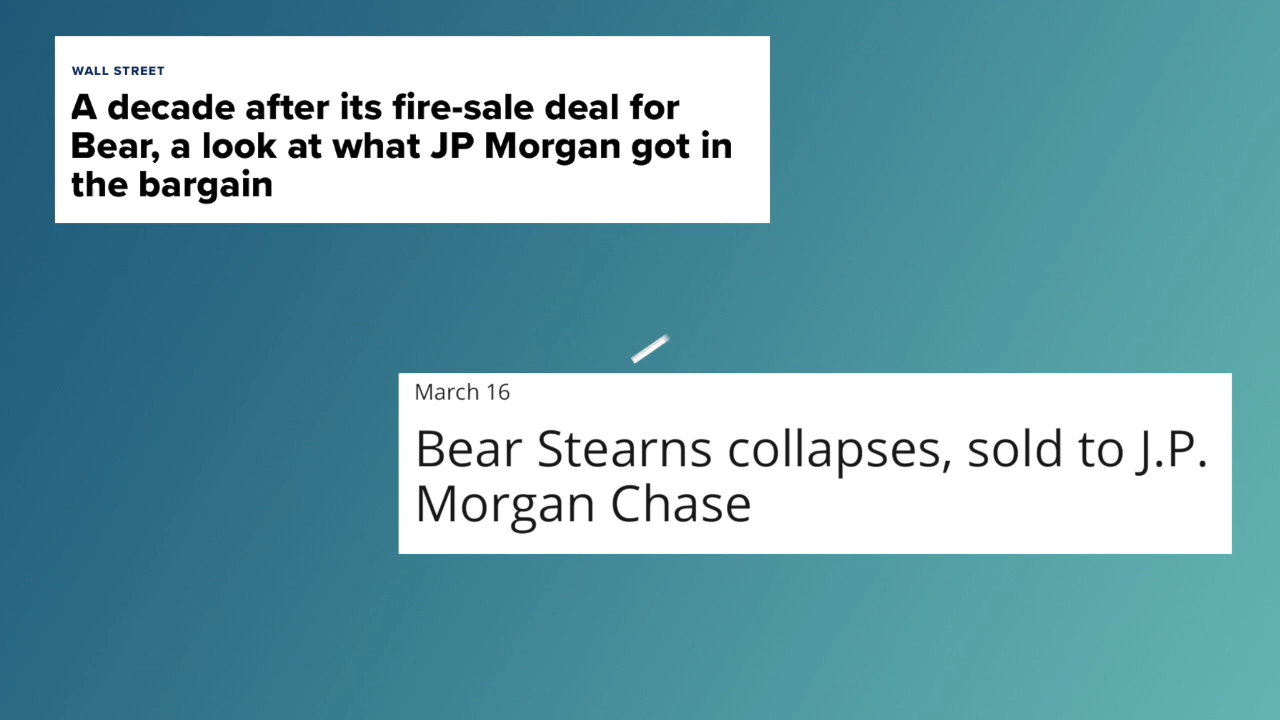 WALL STREET
A decade after its fire-sale deal for
Bear, a look at what JP Morgan got in
the bargain
March 16
Bear Stearns collapses, sold to J.P.
Morgan Chase